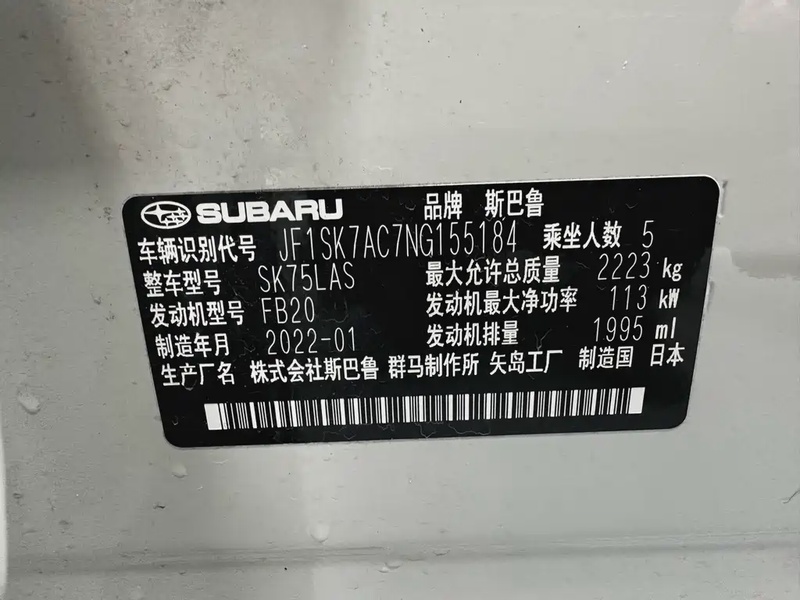 SUBARU 品牌 斯巴鲁
车辆识别代号 JF1SK7AC7NG155184 乘坐人数 5
整车型号 SK75LAS 最大允许总质量 2223 kg
发动机型号 FB20 发动机最大净功率 113 kW
制造年月 2022-01 发动机排量 1995 ml
生产厂名 株式会社斯巴鲁 群马制作所 矢岛工厂 制造国 日本